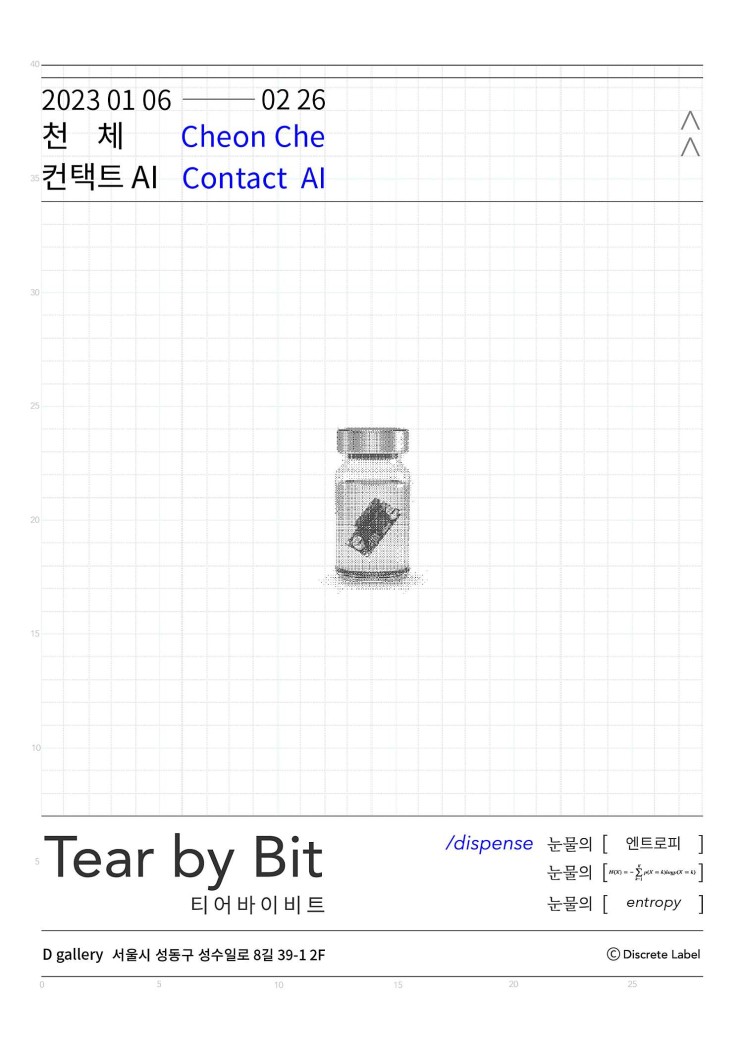 40
2023 01 06 ——— 02 26
천 체 Cheon Che
컨택트 AI Contact AI
35
30
25
20
15
10
5
Tear by Bit
티어바이비트
/dispense 눈물의 [ 엔트로피 ]
눈물의 [ H(X) = − ∑ p(X = k)logp(X = k) ]
눈물의 [ entropy ]
D gallery 서울시 성동구 성수일로 8길 39-1 2F
Ⓒ Discrete Label
0 5 10 15 20 25